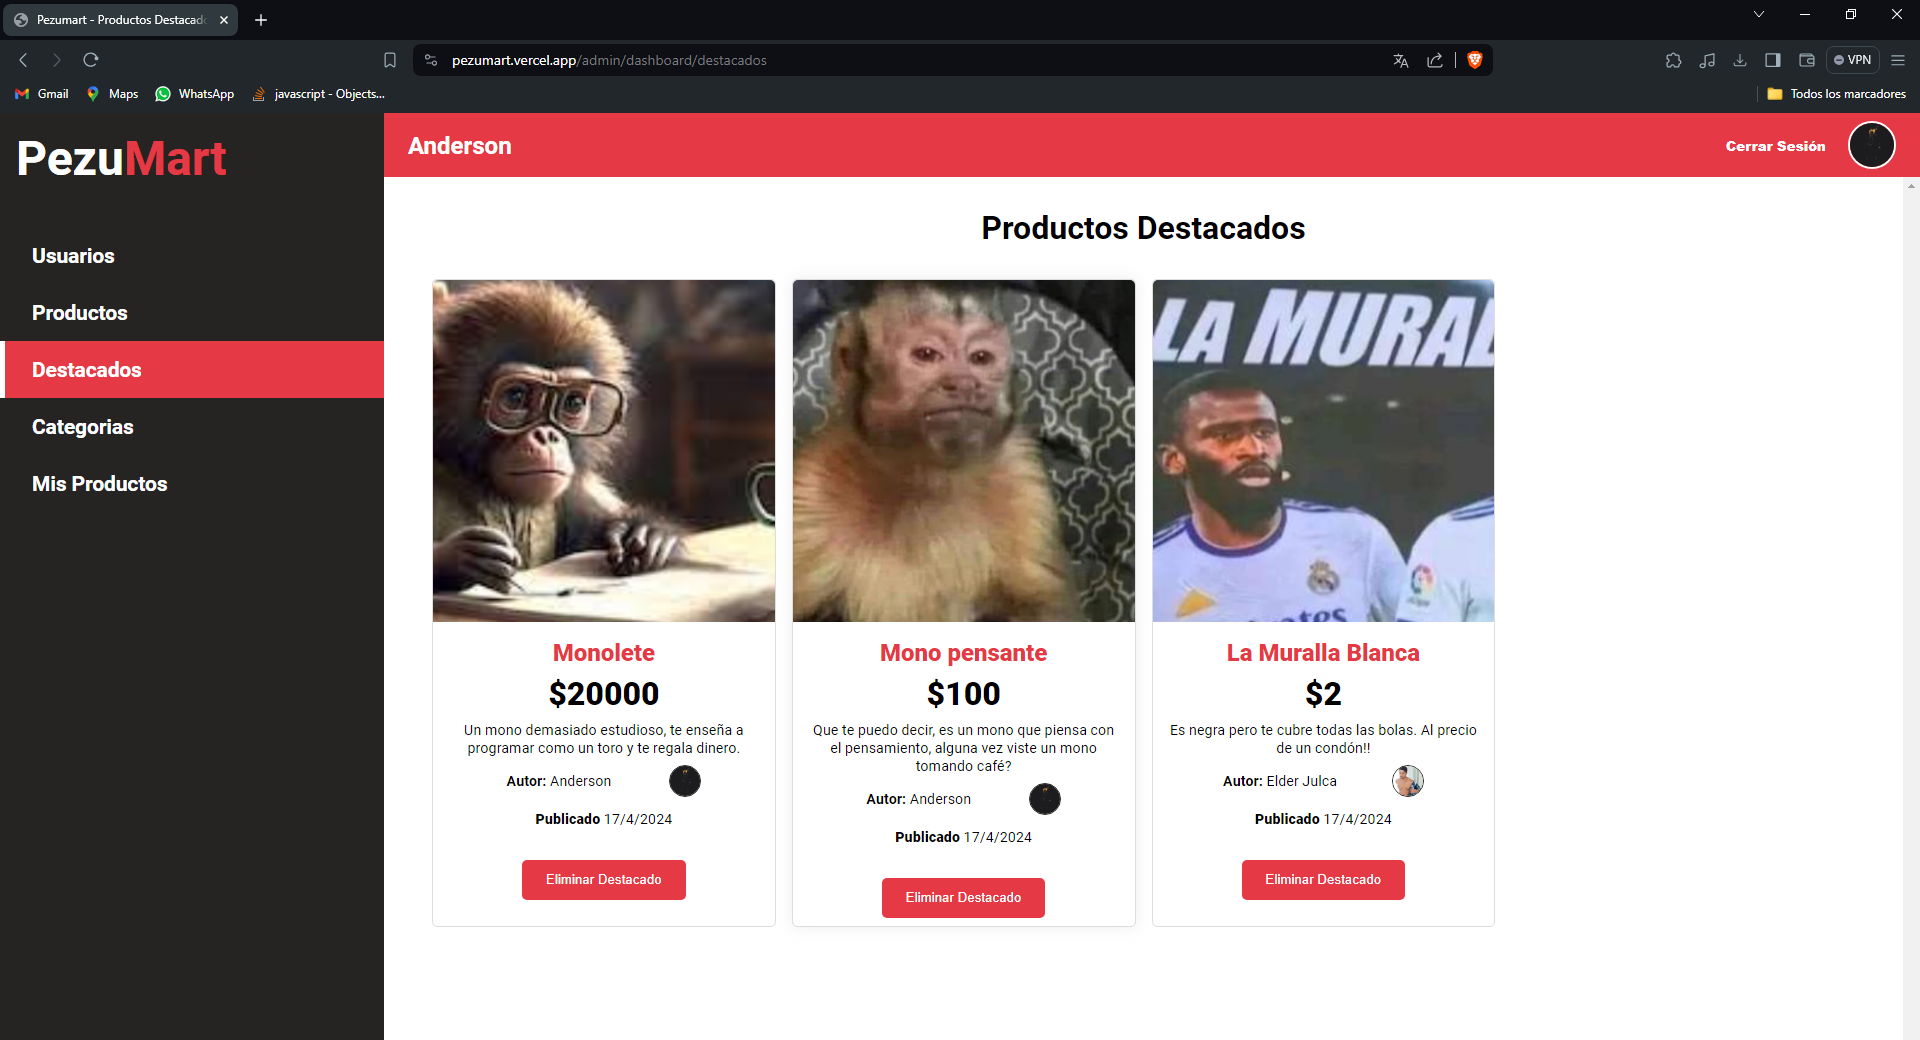 Pezumart - Productos Destacad
pezumart.vercel.app/admin/dashboard/destacados
VPN
Gmail
Maps
WhatsApp
javascript - Objects...
Todos los marcadores
PezuMart
Anderson
Cerrar Sesión
Usuarios
Productos
Destacados
Categorias
Mis Productos
Productos Destacados
LA MURAL
Monolete
$20000
Un mono demasiado estudioso, te enseña a
programar como un toro y te regala dinero.
Autor: Anderson
Publicado 17/4/2024
Eliminar Destacado
Mono pensante
$100
Que te puedo decir, es un mono que piensa con
el pensamiento, alguna vez viste un mono
tomando café?
Autor: Anderson
Publicado 17/4/2024
Eliminar Destacado
La Muralla Blanca
$2
Es negra pero te cubre todas las bolas. Al precio
de un condón!!
Autor: Elder Julca
Publicado 17/4/2024
Eliminar Destacado